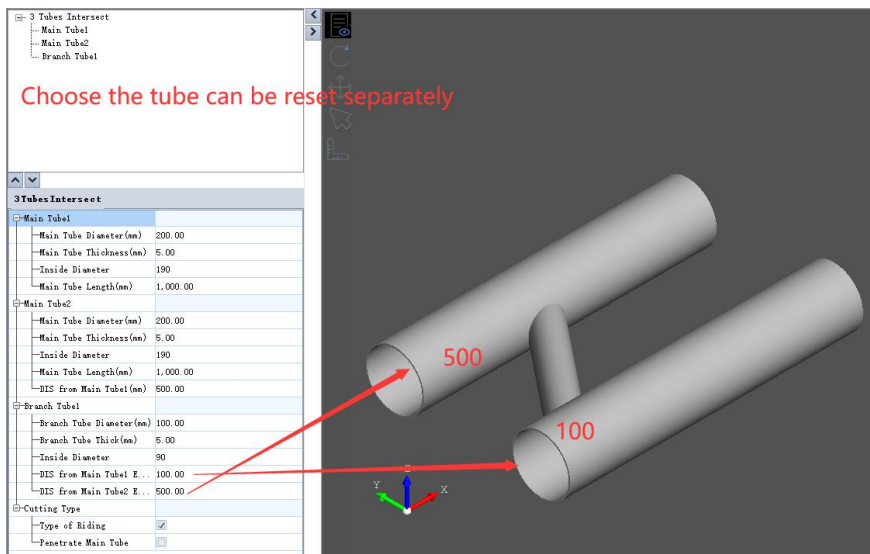 3 Tubes Intersect
Main Tube1
Main Tube2
Branch Tube1
Choose the tube can be reset separately
3TubesIntersect
Main Tube1
Main Tube Diameter(mm) 200.00
Main Tube Thickness(mm) 5.00
Inside Diameter 190
Main Tube Length(mm) 1,000.00
Main Tube2
Main Tube Diameter(mm) 200.00
Main Tube Thickness(mm) 5.00
Inside Diameter 190
Main Tube Length(mm) 1,000.00
DIS from Main Tube1(mm) 500.00
Branch Tube1
Branch Tube Diameter(mm) 100.00
Branch Tube Thick(mm) 5.00
Inside Diameter 90
DIS from Main Tube1 E... 100.00
DIS from Main Tube2 E... 500.00
Cutting Type
Type of Riding
Penetrate Main Tube
500
100
Z
Y
X